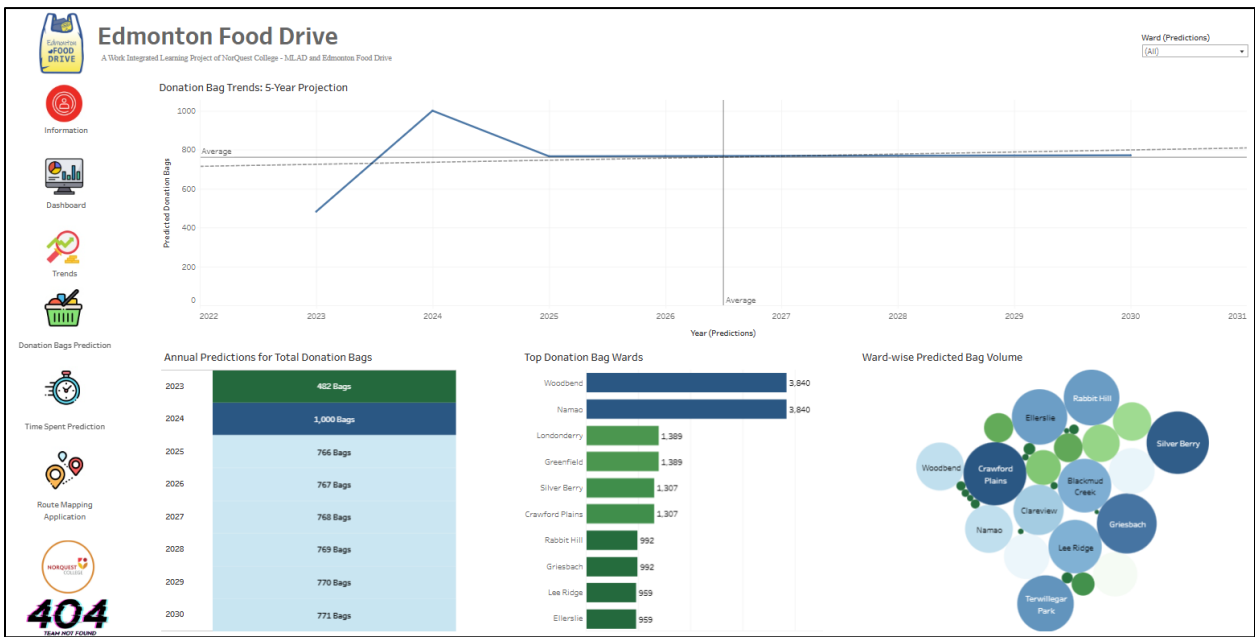 Edmonton
FOOD
DRIVE
Edmonton Food Drive
A Work Integrated Learning Project of NorQuest College - MLAD and Edmonton Food Drive
Ward (Predictions)
(All)
Information
Dashboard
Trends
Donation Bags Prediction
Time Spent Prediction
Route Mapping
Application
NORQUEST
COLLEGE
404
TEAM NOT FOUND
Donation Bag Trends: 5-Year Projection
Predicted Donation Bags
1000
800
600
400
200
0
Average
Average
2022 2023 2024 2025 2026 2027 2028 2029 2030 2031
Year (Predictions)
Annual Predictions for Total Donation Bags
2023 482 Bags
2024 1,000 Bags
2025 766 Bags
2026 767 Bags
2027 768 Bags
2028 769 Bags
2029 770 Bags
2030 771 Bags
Top Donation Bag Wards
Woodbend 3,840
Namao 3,840
Londonderry 1,389
Greenfield 1,389
Silver Berry 1,307
Crawford Plains 1,307
Rabbit Hill 992
Griesbach 992
Lee Ridge 959
Ellerslie 959
Ward-wise Predicted Bag Volume
Rabbit Hill
Ellerslie
Silver Berry
Woodbend
Crawford
Plains
Blackmud
Creek
Clareview
Namao
Griesbach
Lee Ridge
Terwillegar
Park